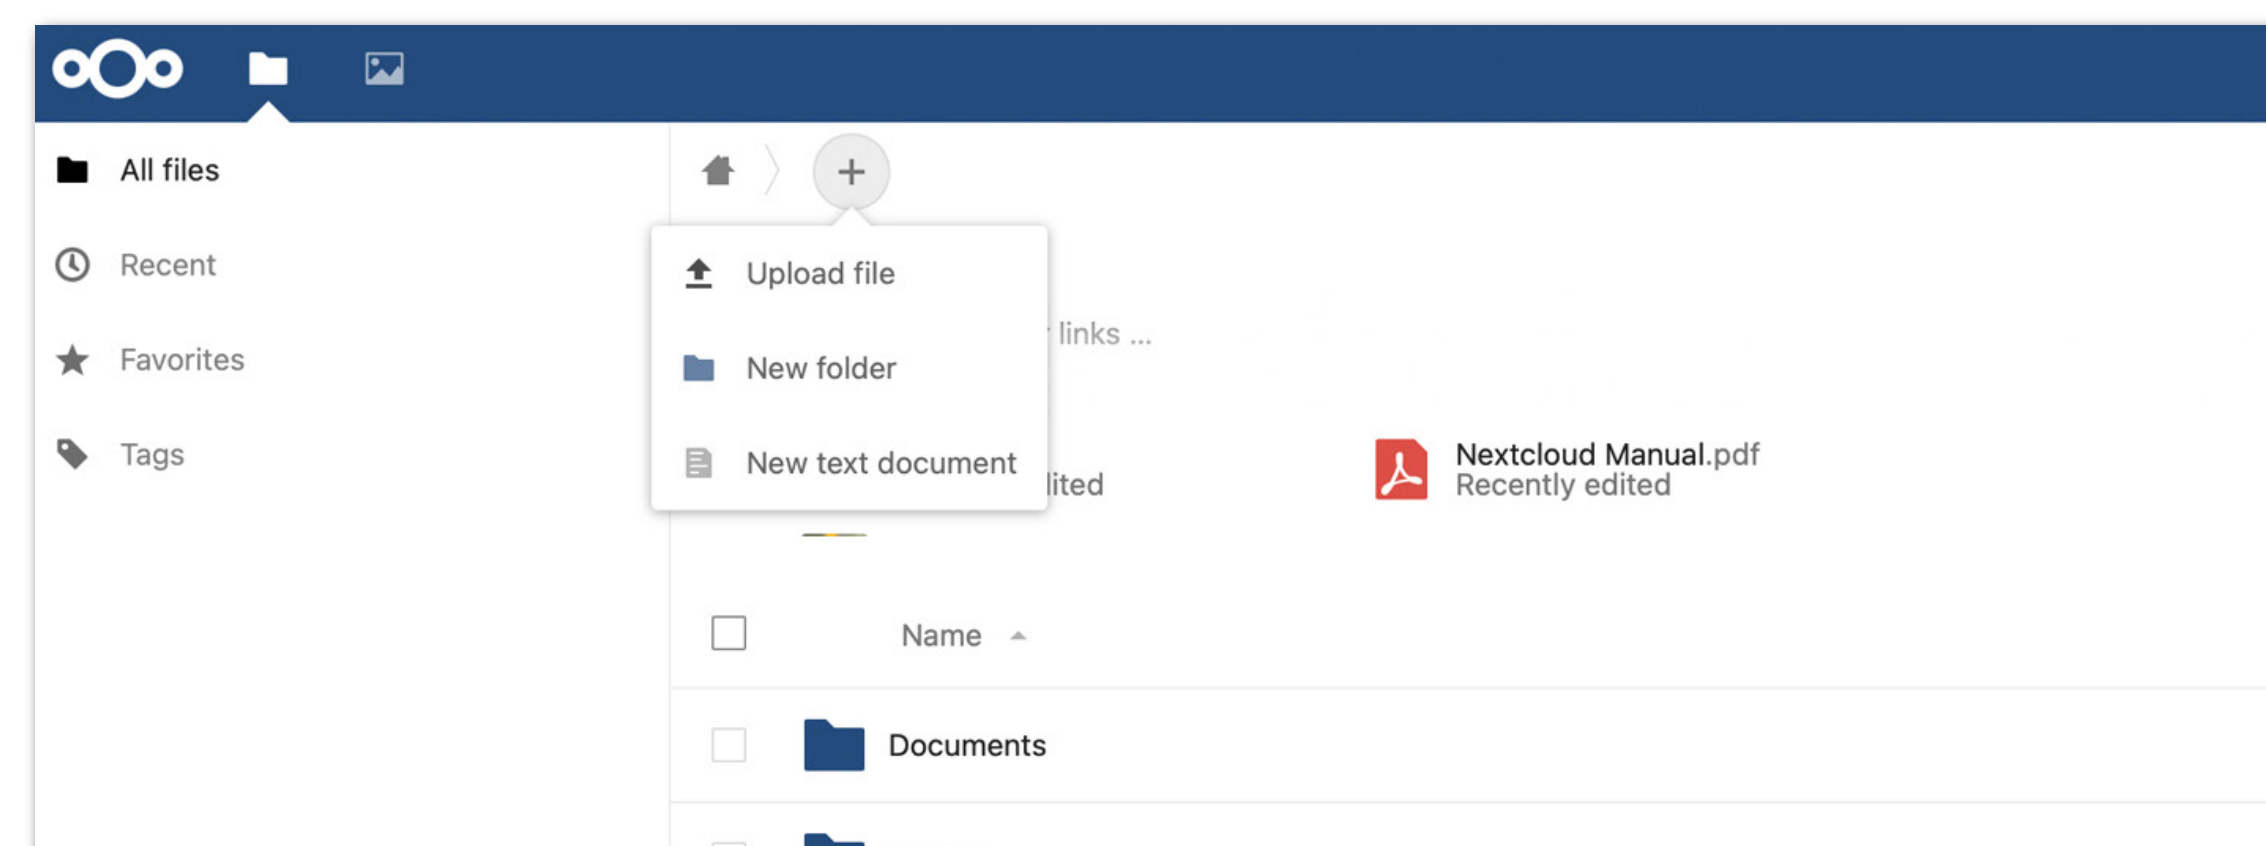 All files
Recent
Favorites
Tags
Upload file
New folder
New text document
links ...
Nextcloud Manual.pdf
Recently edited
Name
Documents